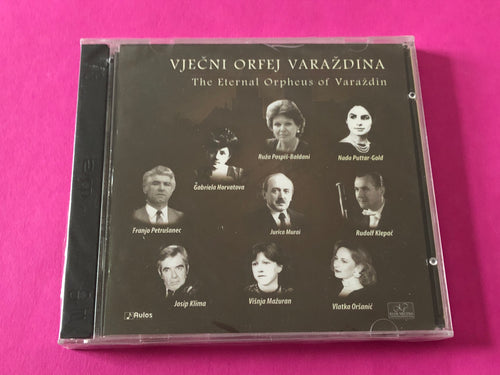 VJEČNI ORFEJ VARAŽDINA
The Eternal Orpheus of Varaždin
Ruža Pospiš-Baldani
Nada Puttar-Gold
Gabriela Horvatova
Franjo Petrušanec
Jurica Murai
Rudolf Klepač
Josip Klima
Višnja Mažuran
Vlatka Oršanić
Aulos